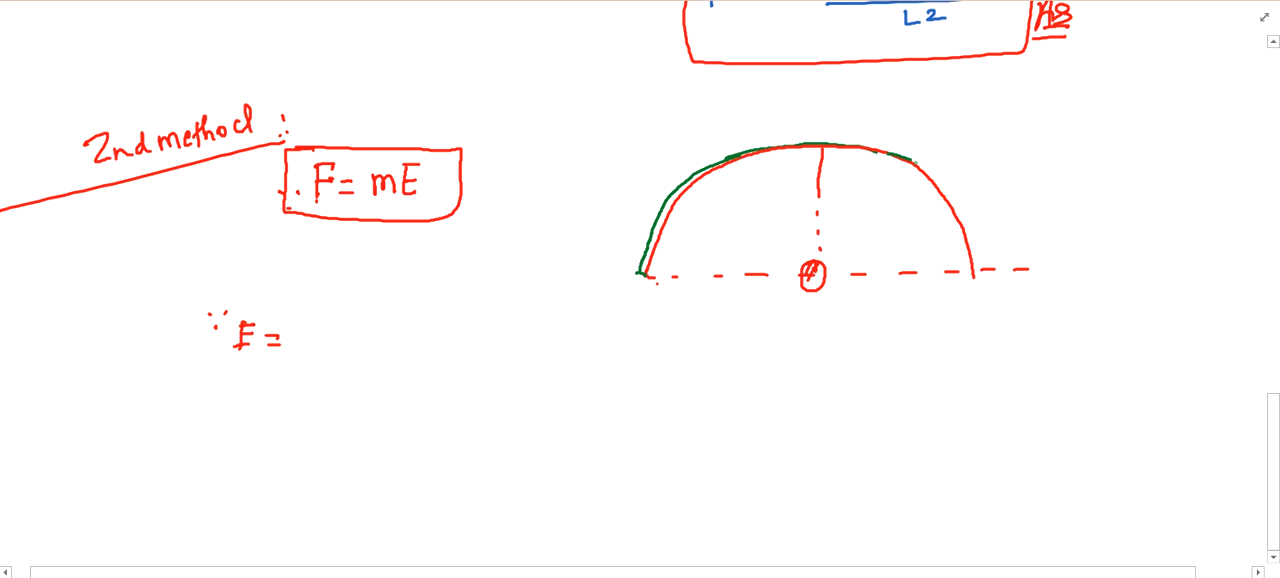 L2
2nd method :
∴ F = mE
∵ E =